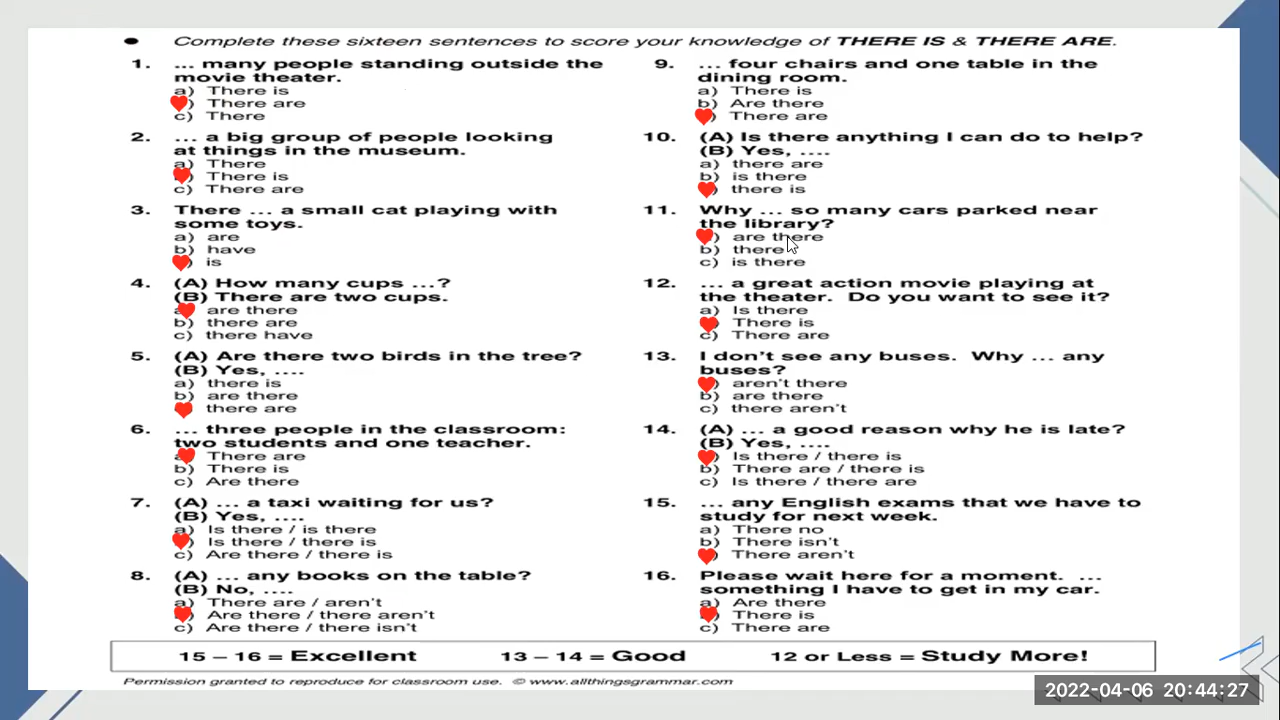 ● Complete these sixteen sentences to score your knowledge of THERE IS & THERE ARE.
1. ... many people standing outside the
movie theater.
a) There is
) There are
c) There
2. ... a big group of people looking
at things in the museum.
a) There
) There is
c) There are
3. There ... a small cat playing with
some toys.
a) are
b) have
) is
4. (A) How many cups ...?
(B) There are two cups.
a) are there
b) there are
c) there have
5. (A) Are there two birds in the tree?
(B) Yes, ....
a) there is
b) are there
there are
6. ... three people in the classroom:
two students and one teacher.
a) There are
b) There is
c) Are there
7. (A) ... a taxi waiting for us?
(B) Yes, ....
a) Is there / is there
) Is there / there is
c) Are there / there is
8. (A) ... any books on the table?
(B) No, ....
a) There are / aren't
) Are there / there aren't
c) Are there / there isn't
9. ... four chairs and one table in the
dining room.
a) There is
b) Are there
) There are
10. (A) Is there anything I can do to help?
(B) Yes, ....
a) there are
b) is there
) there is
11. Why ... so many cars parked near
the library?
) are there
b) there
c) is there
12. ... a great action movie playing at
the theater. Do you want to see it?
a) Is there
) There is
c) There are
13. I don't see any buses. Why ... any
buses?
) aren't there
b) are there
c) there aren't
14. (A) ... a good reason why he is late?
(B) Yes, ....
) Is there / there is
b) There are / there is
c) Is there / there are
15. ... any English exams that we have to
study for next week.
a) There no
b) There isn't
) There aren't
16. Please wait here for a moment. ...
something I have to get in my car.
a) Are there
) There is
c) There are
15 – 16 = Excellent 13 – 14 = Good 12 or Less = Study More!
Permission granted to reproduce for classroom use. © www.allthingsgrammar.com
2022-04-06 20:44:27